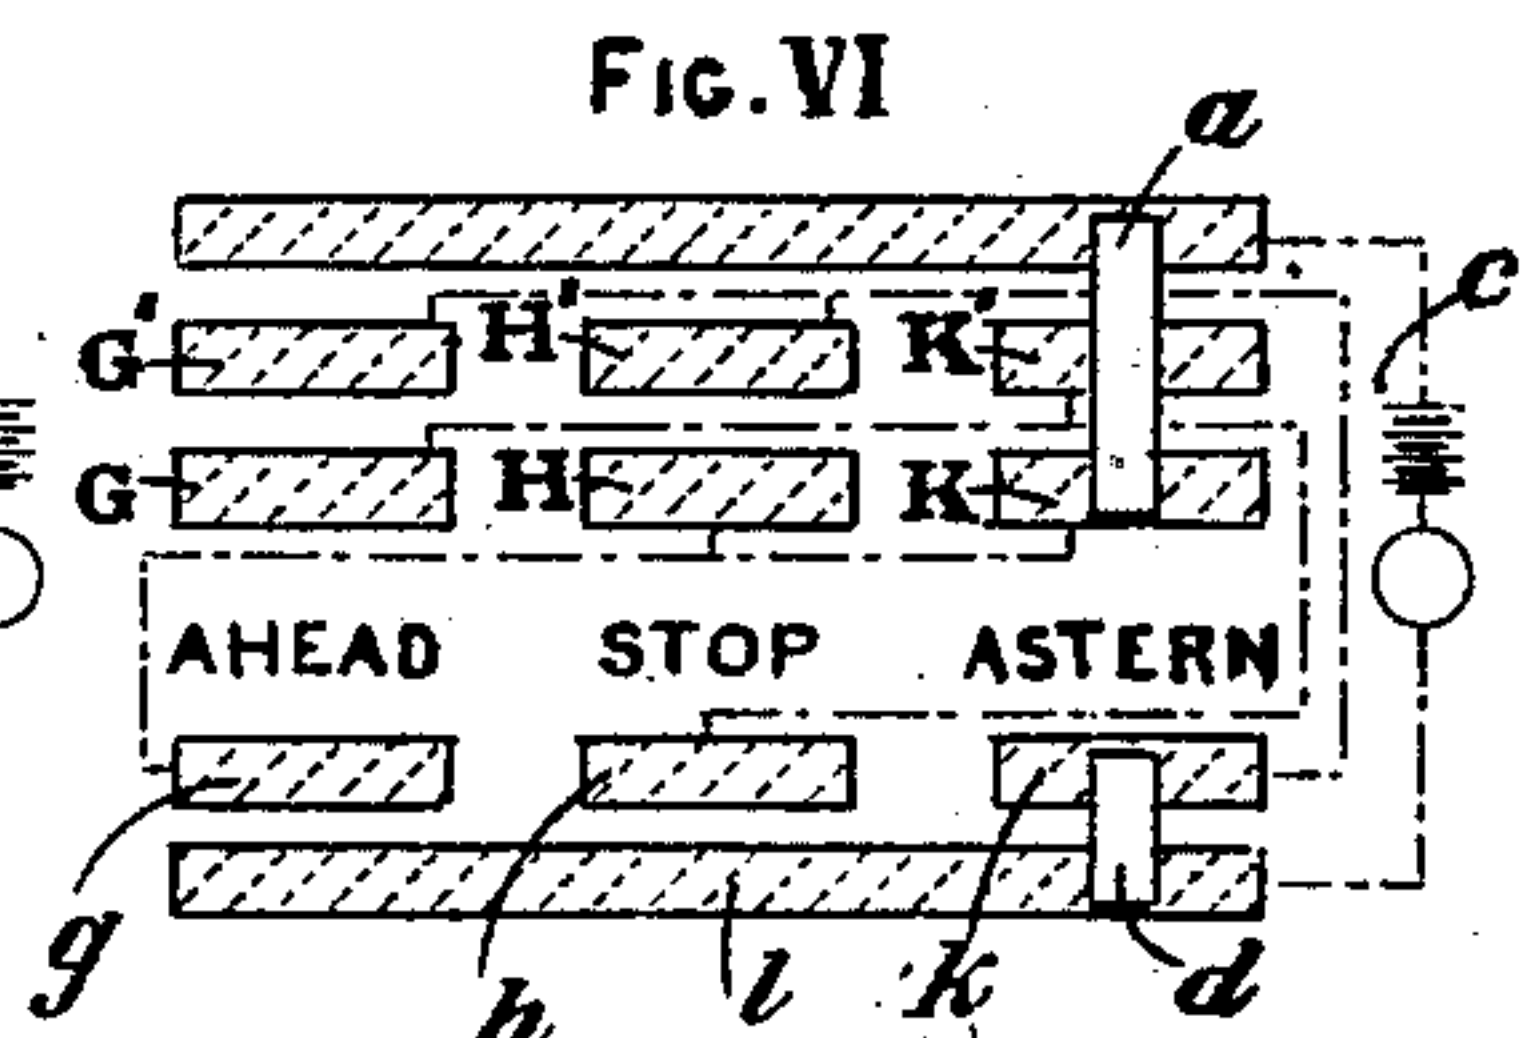 FIG. VI
a
c
G' H' K'
G H K
AHEAD STOP ASTERN
g h l k d